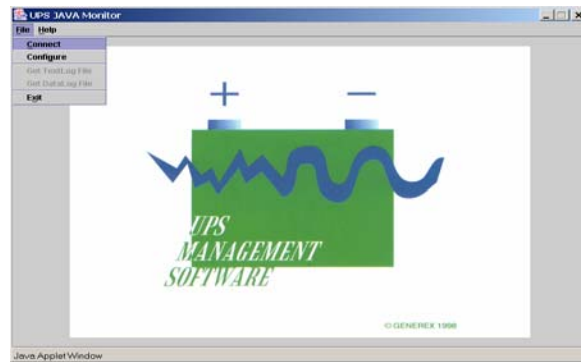 UPS JAVA Monitor
File Help
Connect
Configure
Get TextLog File
Get DataLog File
Exit
+ −
UPS
MANAGEMENT
SOFTWARE
© GENEREX 1998
Java Applet Window